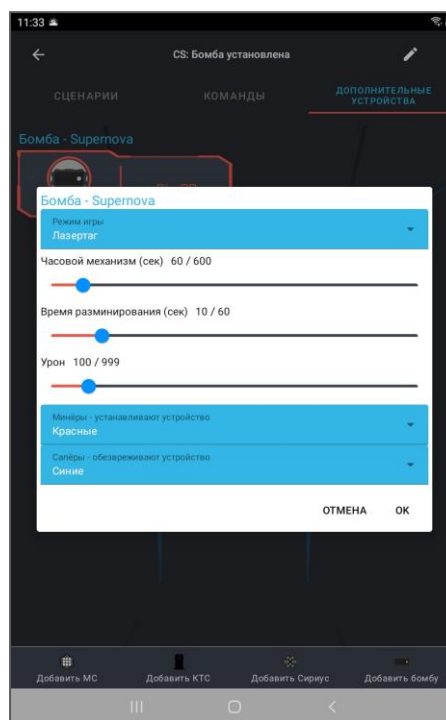 11:33
CS: Бомба установлена
СЦЕНАРИИ
КОМАНДЫ
ДОПОЛНИТЕЛЬНЫЕ
УСТРОЙСТВА
Бомба - Supernova
Бомба - Supernova
Режим игры
Лазертаг
Часовой механизм (сек) 60 / 600
Время разминирования (сек) 10 / 60
Урон 100 / 999
Минёры - устанавливают устройство
Красные
Сапёры - обезвреживают устройство
Синие
ОТМЕНА OK
Добавить МС
Добавить КТС
Добавить Сириус
Добавить бомбу